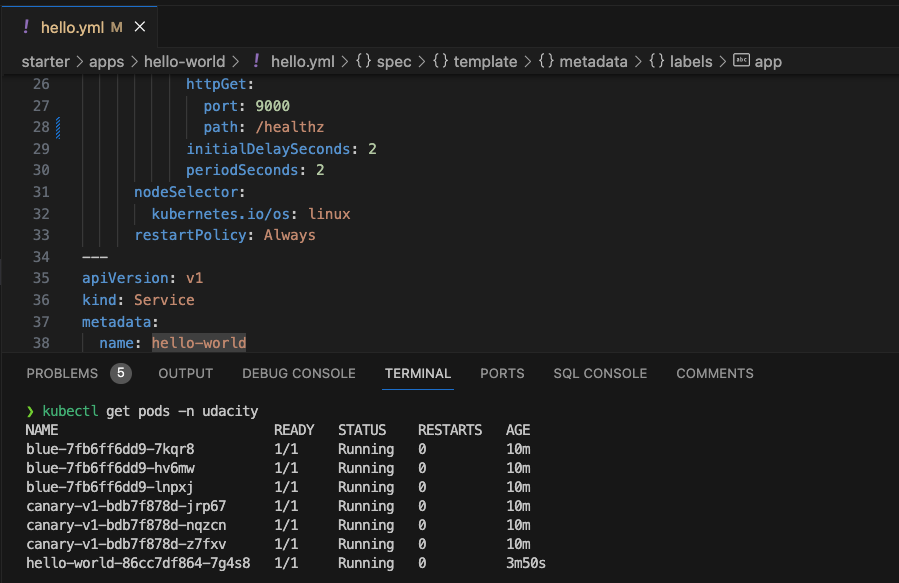 ! hello.yml M ×
starter > apps > hello-world > ! hello.yml > {} spec > {} template > {} metadata > {} labels > abc app
26 httpGet:
27 port: 9000
28 path: /healthz
29 initialDelaySeconds: 2
30 periodSeconds: 2
31 nodeSelector:
32 kubernetes.io/os: linux
33 restartPolicy: Always
34 ---
35 apiVersion: v1
36 kind: Service
37 metadata:
38 name: hello-world
PROBLEMS 5 OUTPUT DEBUG CONSOLE TERMINAL PORTS SQL CONSOLE COMMENTS
❯ kubectl get pods -n udacity
NAME READY STATUS RESTARTS AGE
blue-7fb6ff6dd9-7kqr8 1/1 Running 0 10m
blue-7fb6ff6dd9-hv6mw 1/1 Running 0 10m
blue-7fb6ff6dd9-lnpxj 1/1 Running 0 10m
canary-v1-bdb7f878d-jrp67 1/1 Running 0 10m
canary-v1-bdb7f878d-nqzcn 1/1 Running 0 10m
canary-v1-bdb7f878d-z7fxv 1/1 Running 0 10m
hello-world-86cc7df864-7g4s8 1/1 Running 0 3m50s